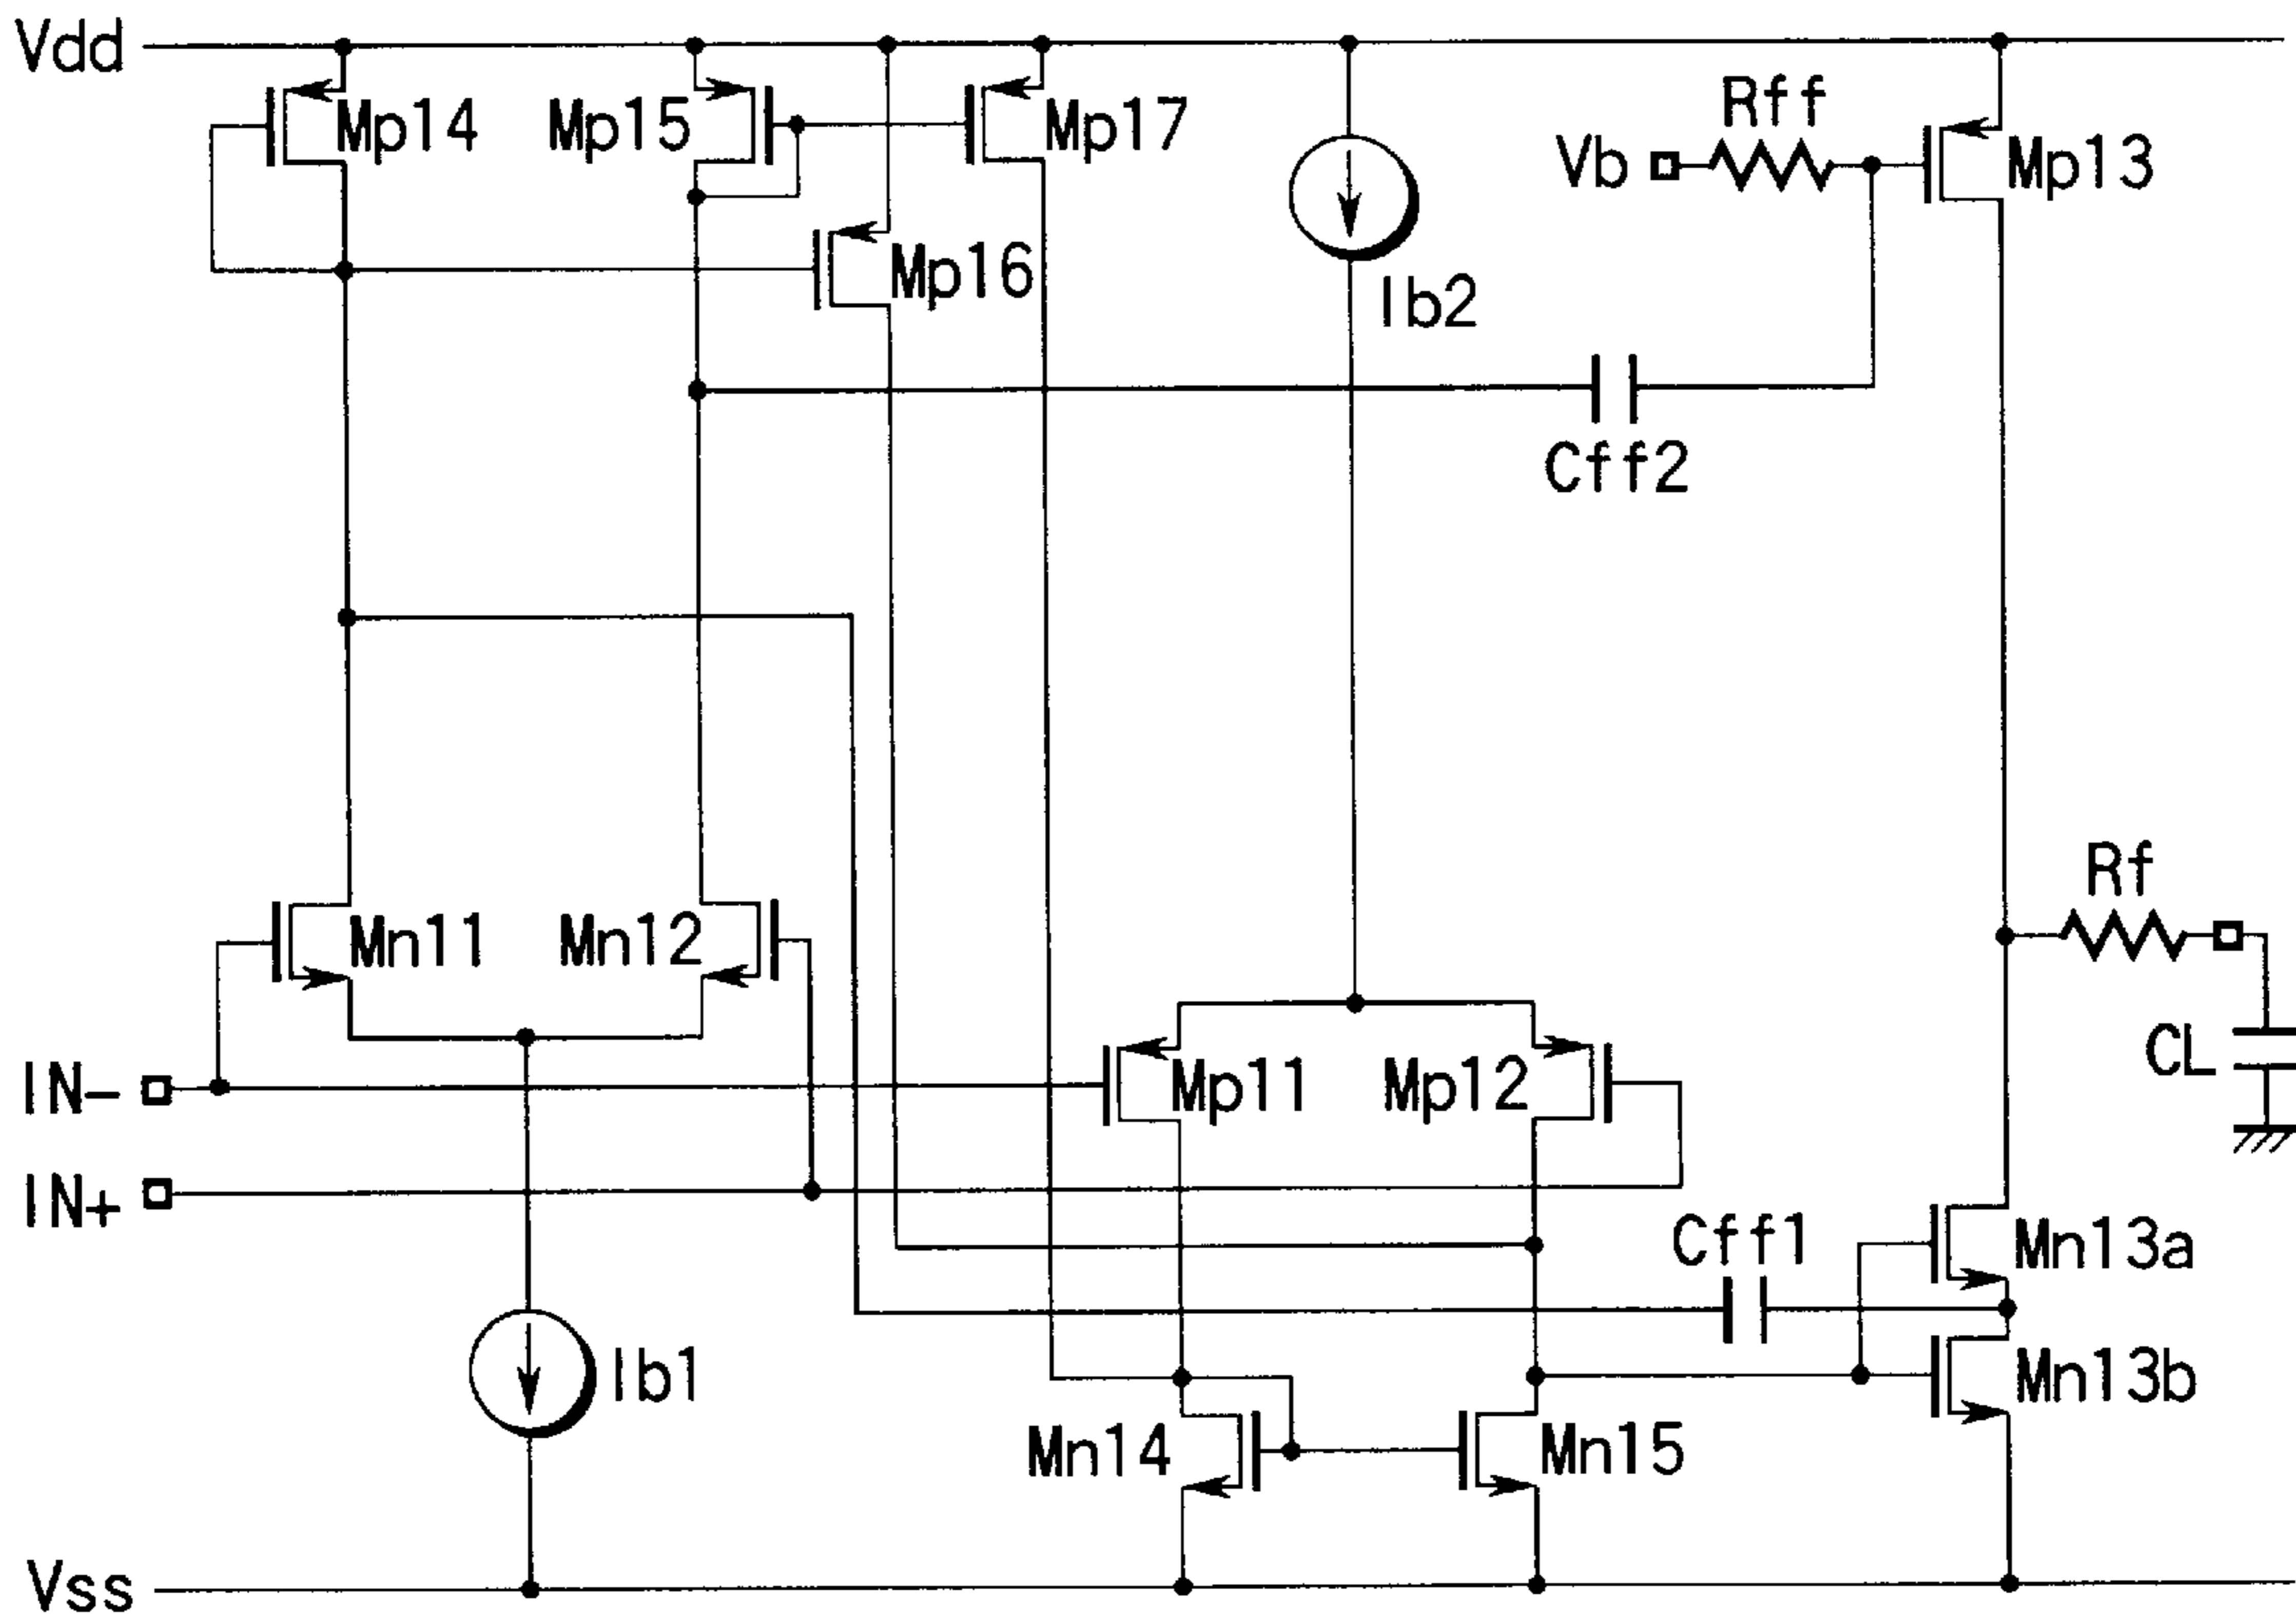 Vdd
Mp14
Mp15
Mp17
Rff
Vb
Mp13
Mp16
Ib2
Cff2
Rf
Mn11
Mn12
CL
IN-
Mp11
Mp12
IN+
Cff1
Mn13a
Ib1
Mn13b
Mn14
Mn15
Vss